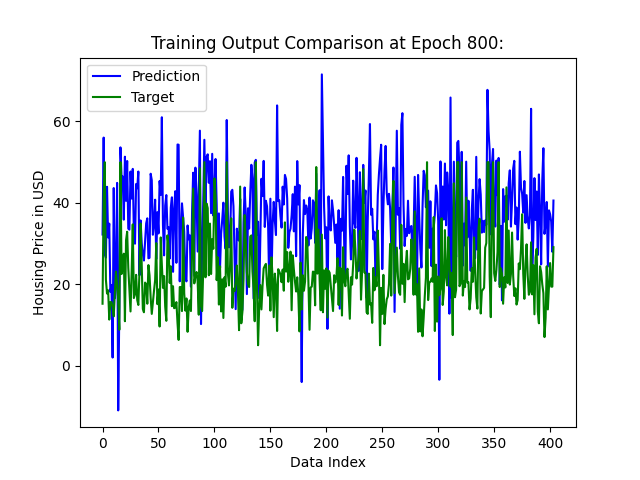 Training Output Comparison at Epoch 800:
Prediction
Target
Housing Price in USD
60
40
20
0
0 50 100 150 200 250 300 350 400
Data Index